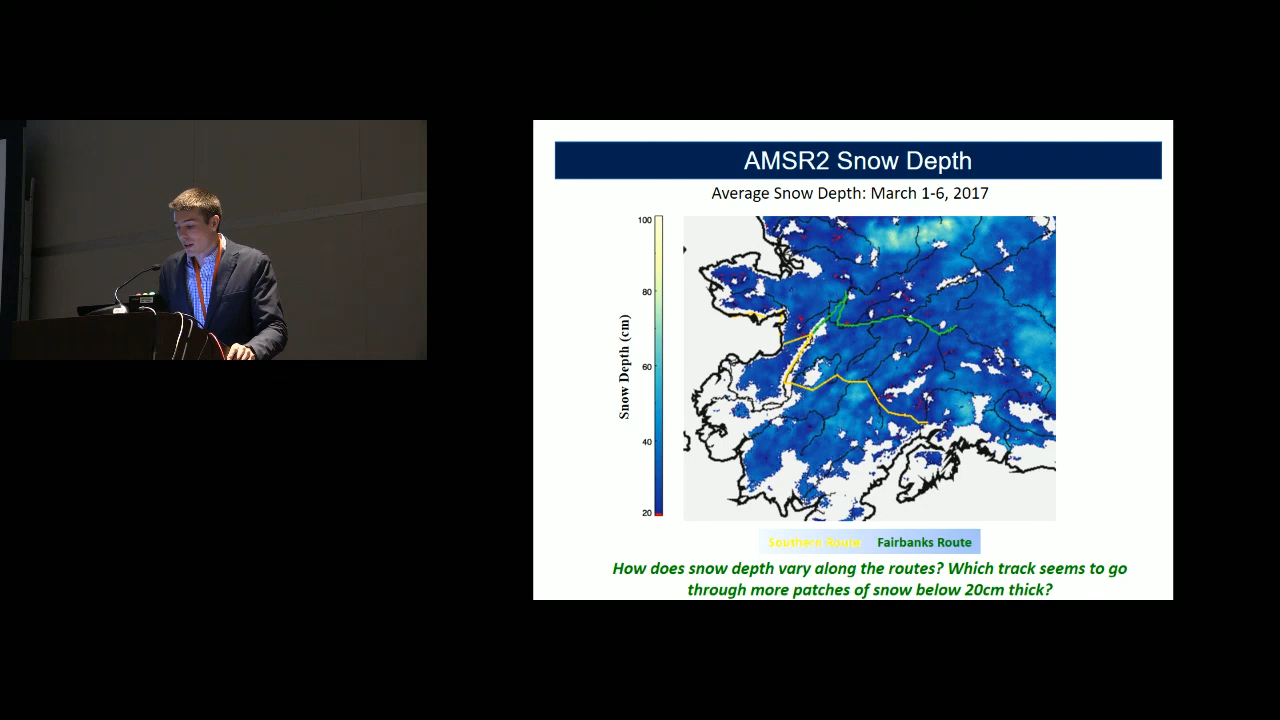 AMSR2 Snow Depth
Average Snow Depth: March 1-6, 2017
100
80
60
40
20
Snow Depth (cm)
Southern Route Fairbanks Route
How does snow depth vary along the routes? Which track seems to go
through more patches of snow below 20cm thick?